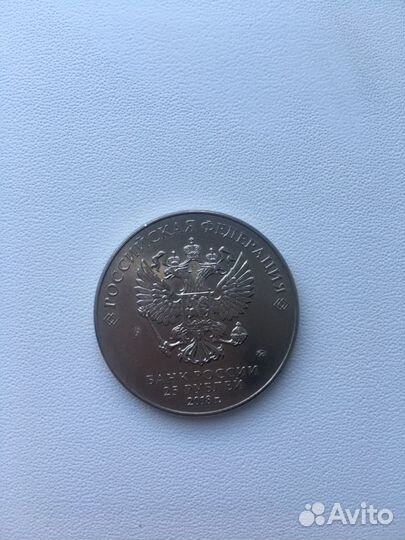 РОССИЙСКАЯ ФЕДЕРАЦИЯ
БАНК РОССИИ
25 РУБЛЕЙ
2018 г.
Avito